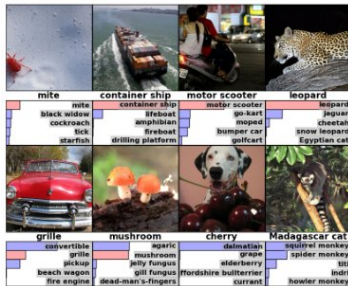 mite
container ship
motor scooter
leopard
mite
black widow
cockroach
tick
starfish
container ship
lifeboat
amphibian
fireboat
drilling platform
motor scooter
go-kart
moped
bumper car
golfcart
leopard
jaguar
cheetah
snow leopard
Egyptian cat
grille
mushroom
cherry
Madagascar cat
convertible
grille
pickup
beach wagon
fire engine
agaric
mushroom
jelly fungus
gill fungus
dead-man's-fingers
dalmatian
grape
elderberry
ffordshire bullterrier
currant
squirrel monkey
spider monkey
titi
indri
howler monkey